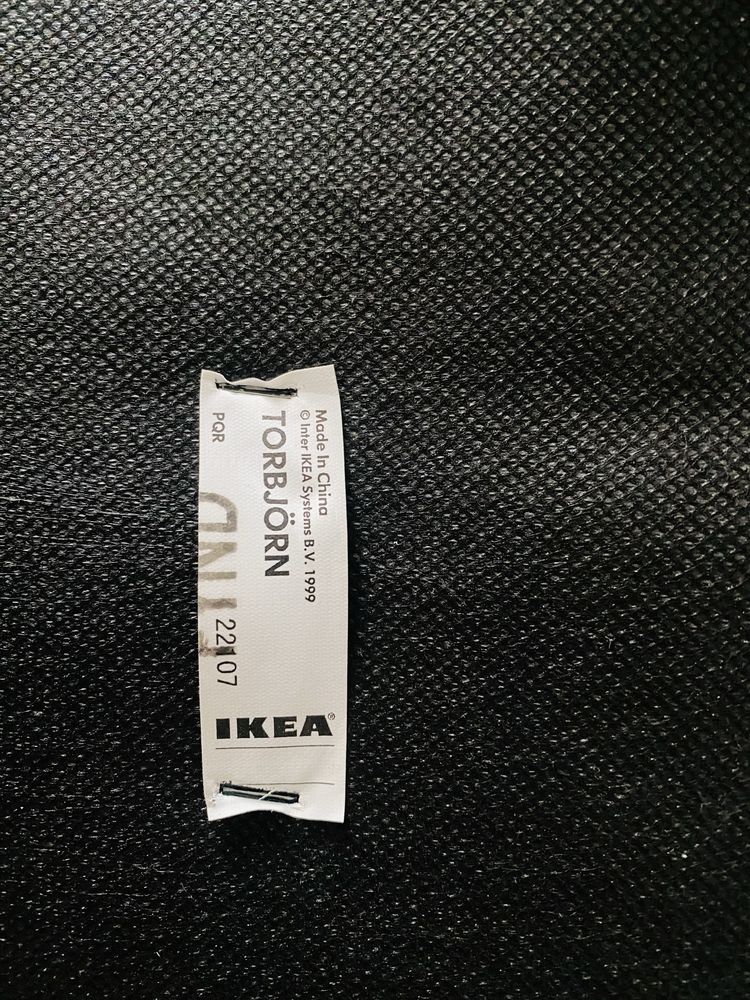 Made In China
© Inter IKEA Systems B.V. 1999
TORBJÖRN
PQR
22107
IKEA®